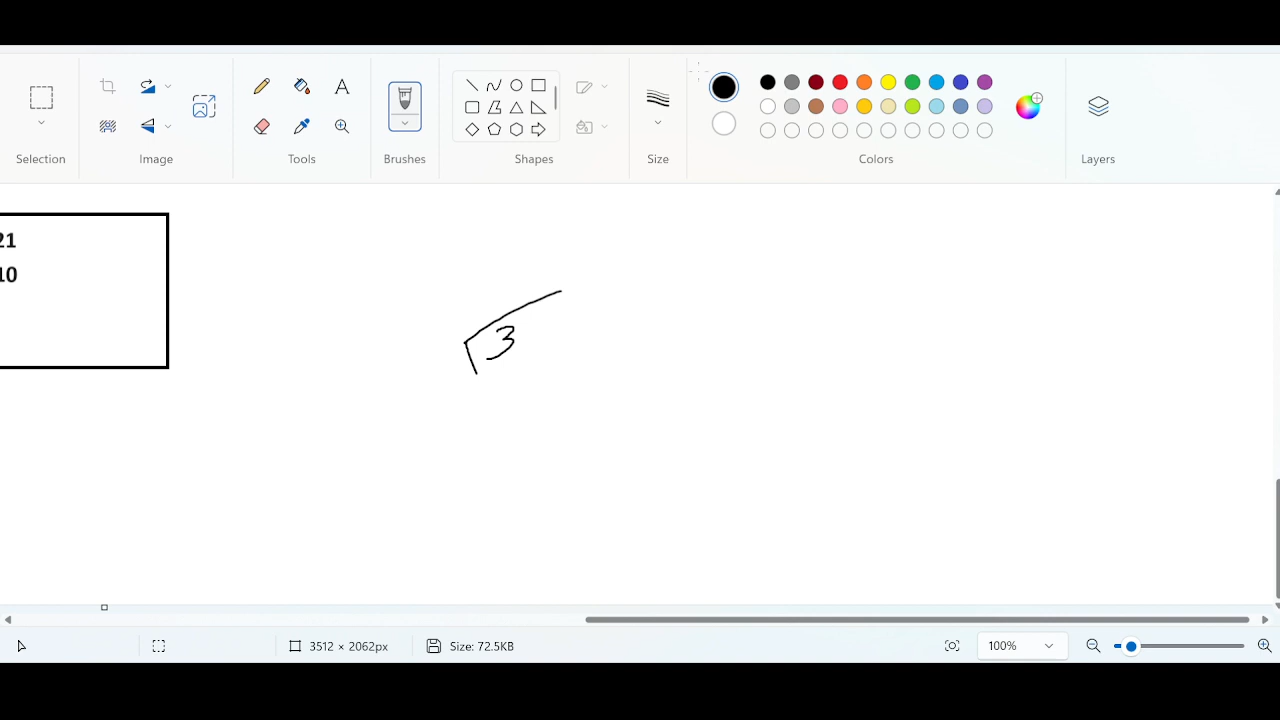 A
Selection
Image
Tools
Brushes
Shapes
Size
Colors
Layers
21
10
3
3512 × 2062px
Size: 72.5KB
100%